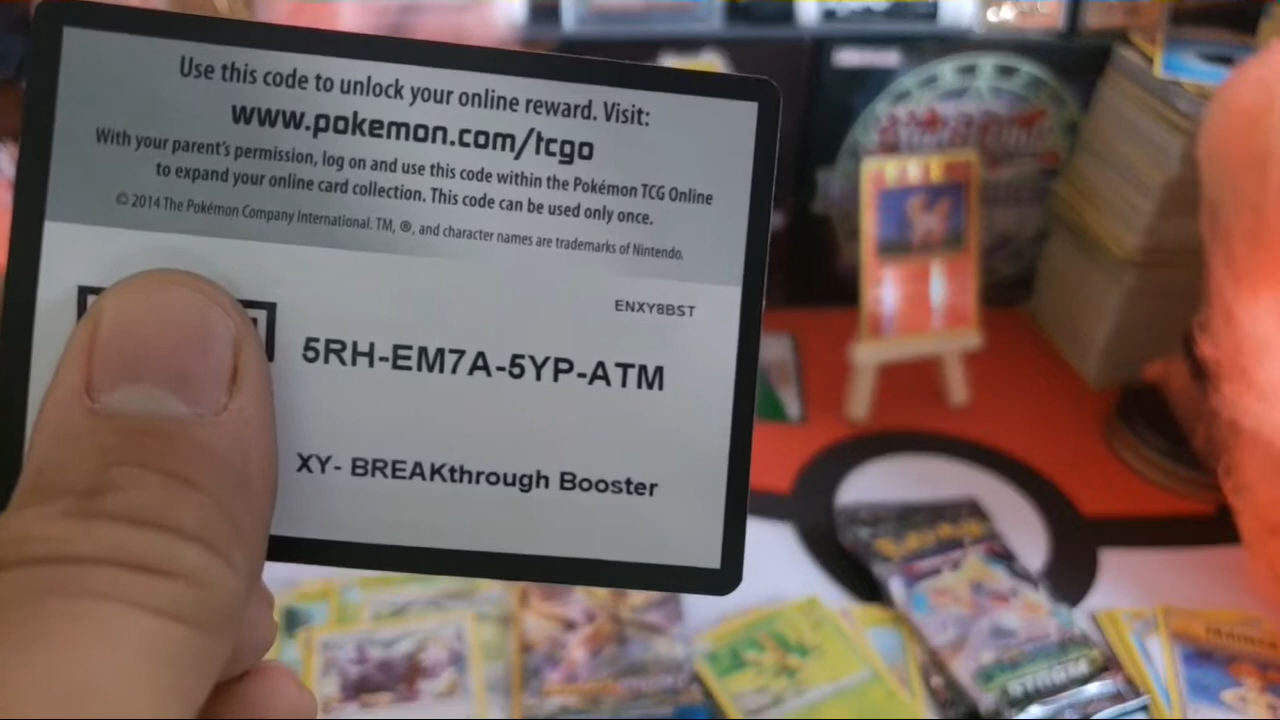 Use this code to unlock your online reward. Visit:
www.pokemon.com/tcgo
With your parent's permission, log on and use this code within the Pokémon TCG Online
to expand your online card collection. This code can be used only once.
© 2014 The Pokémon Company International. TM, ®, and character names are trademarks of Nintendo.
ENXY8BST
5RH-EM7A-5YP-ATM
XY- BREAKthrough Booster